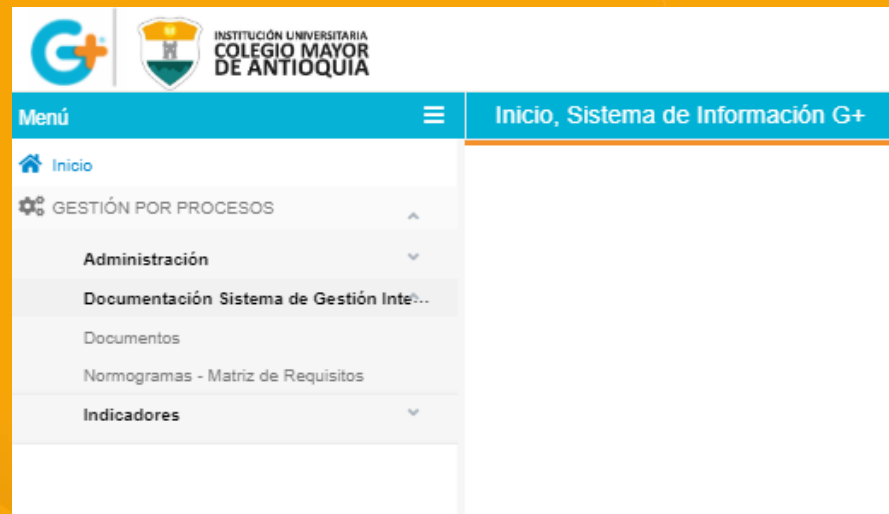 G+
INSTITUCIÓN UNIVERSITARIA
COLEGIO MAYOR
DE ANTIOQUIA
Menú
Inicio, Sistema de Información G+
Inicio
GESTIÓN POR PROCESOS
Administración
Documentación Sistema de Gestión Inte...
Documentos
Normogramas - Matriz de Requisitos
Indicadores